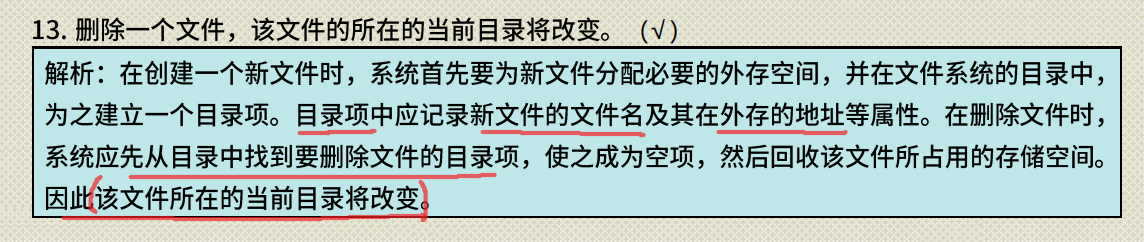 13. 删除一个文件，该文件的所在的当前目录将改变。（√）
解析：在创建一个新文件时，系统首先要为新文件分配必要的外存空间，并在文件系统的目录中，
为之建立一个目录项。目录项中应记录新文件的文件名及其在外存的地址等属性。在删除文件时，
系统应先从目录中找到要删除文件的目录项，使之成为空项，然后回收该文件所占用的存储空间。
因此该文件所在的当前目录将改变。